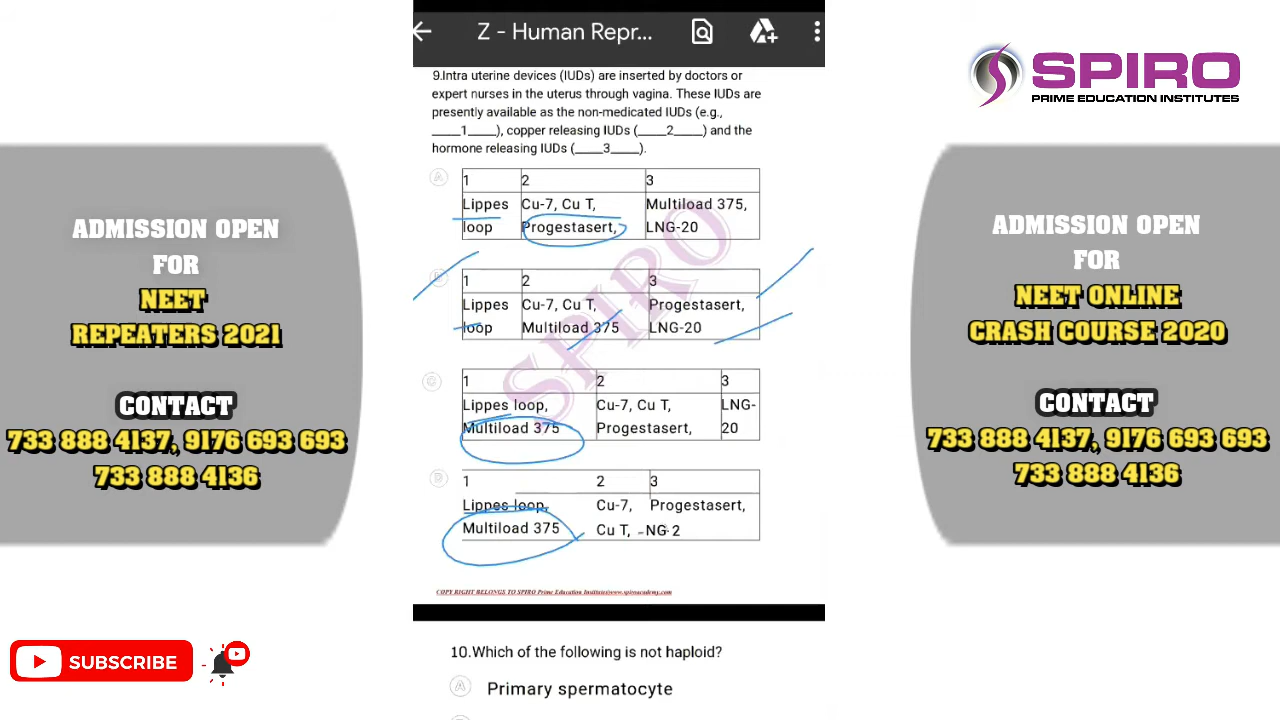 Z - Human Repr...
SPIRO
PRIME EDUCATION INSTITUTES
9.Intra uterine devices (IUDs) are inserted by doctors or
expert nurses in the uterus through vagina. These IUDs are
presently available as the non-medicated IUDs (e.g.,
____1____), copper releasing IUDs (____2____) and the
hormone releasing IUDs (____3____).
A
1 2 3
Lippes Cu-7, Cu T, Multiload 375,
loop Progestasert, LNG-20
1 2 3
Lippes Cu-7, Cu T, Progestasert,
loop Multiload 375 LNG-20
C
1 2 3
Lippes loop, Cu-7, Cu T, LNG-
Multiload 375 Progestasert, 20
D
1 2 3
Lippes loop, Cu-7, Progestasert,
Multiload 375 Cu T, -NG-2
SPIRO
COPY RIGHT BELONGS TO SPIRO Prime Education Institutes|www.spiroacademy.com
10.Which of the following is not haploid?
A Primary spermatocyte
ADMISSION OPEN
FOR
NEET
REPEATERS 2021
CONTACT
733 888 4137, 9176 693 693
733 888 4136
ADMISSION OPEN
FOR
NEET ONLINE
CRASH COURSE 2020
CONTACT
733 888 4137, 9176 693 693
733 888 4136
SUBSCRIBE